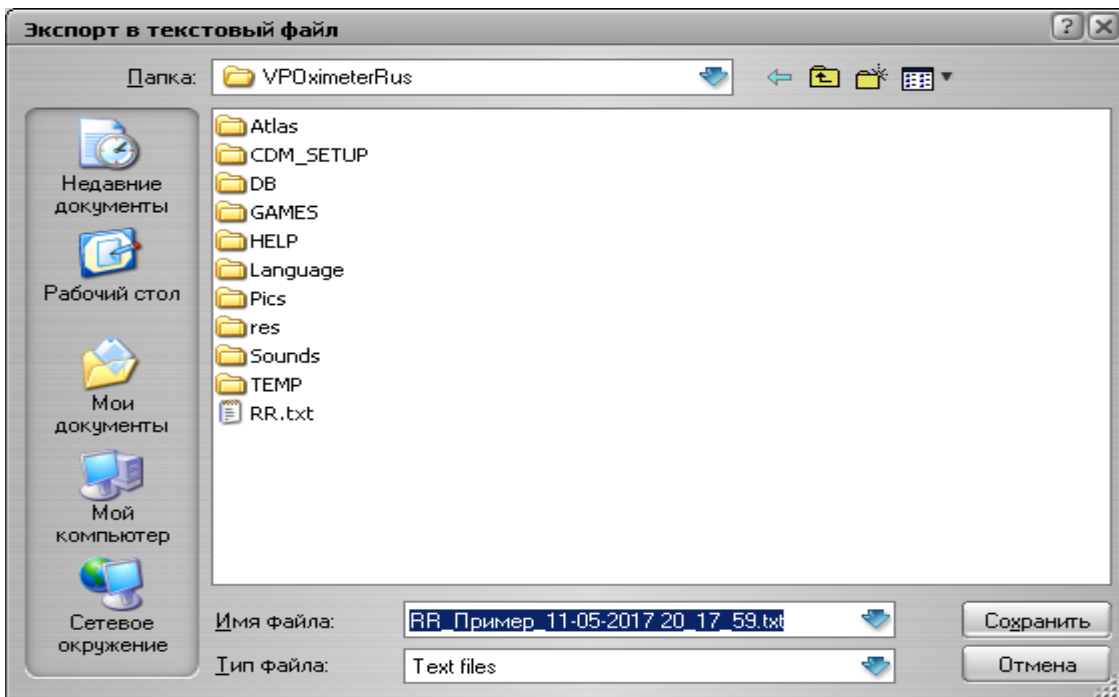 Экспорт в текстовый файл
Папка: VPOximeterRus
Недавние
документы
Рабочий стол
Мои
документы
Мой
компьютер
Сетевое
окружение
Atlas
CDM_SETUP
DB
GAMES
HELP
Language
Pics
res
Sounds
TEMP
RR.txt
Имя файла: RR_Пример_11-05-2017 20_17_59.txt Сохранить
Тип файла: Text files Отмена